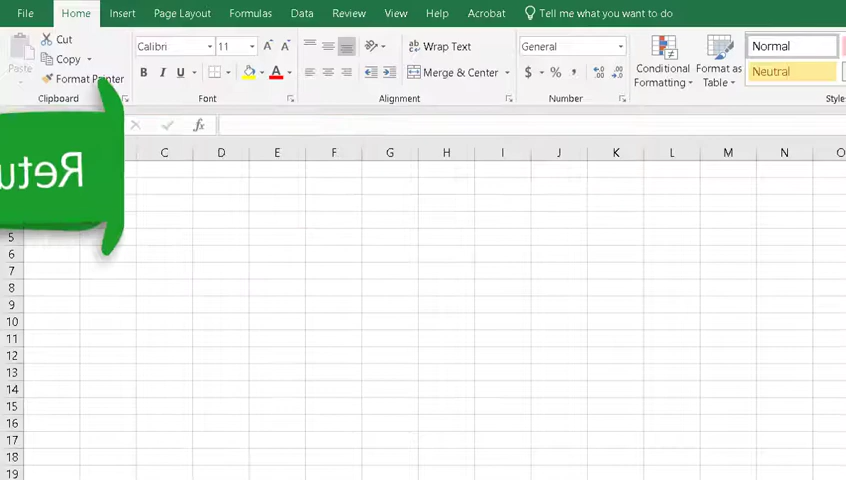 File Home Insert Page Layout Formulas Data Review View Help Acrobat Tell me what you want to do
Cut
Copy
Format Painter
Paste
Clipboard
Calibri 11
B I U A
Font
Wrap Text
Merge & Center
Alignment
General
$ % ,
Number
Conditional
Formatting
Format as
Table
Normal
Neutral
fx
C D E F G H I J K L M N O
5
6
7
8
9
10
11
12
13
14
15
16
17
18
19